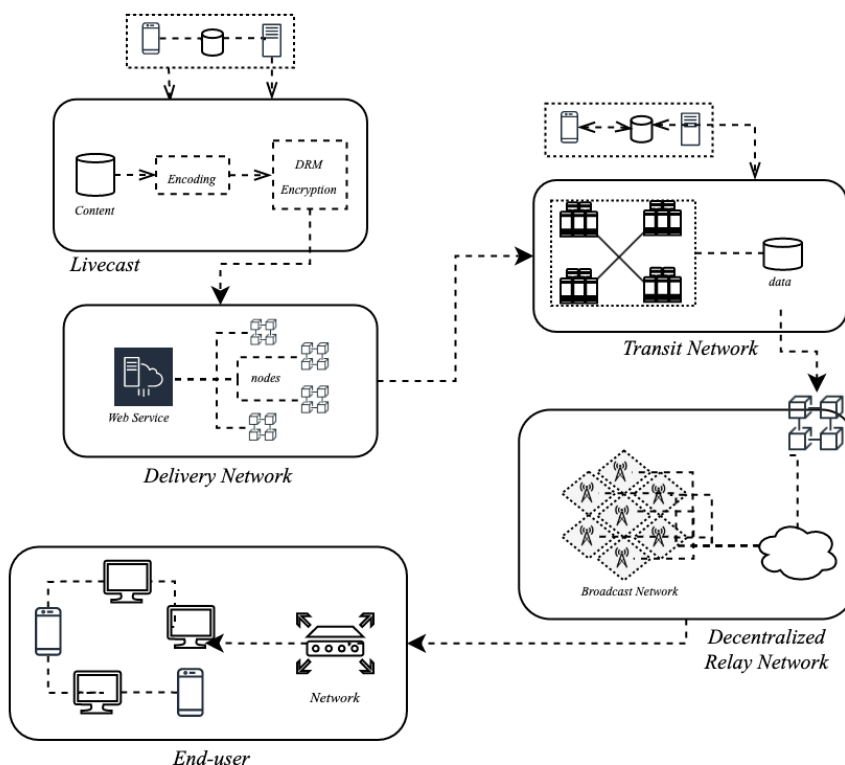 Content
Encoding
DRM
Encryption
Livecast
data
Transit Network
Web Service
nodes
Delivery Network
Broadcast Network
Decentralized
Relay Network
Network
End-user